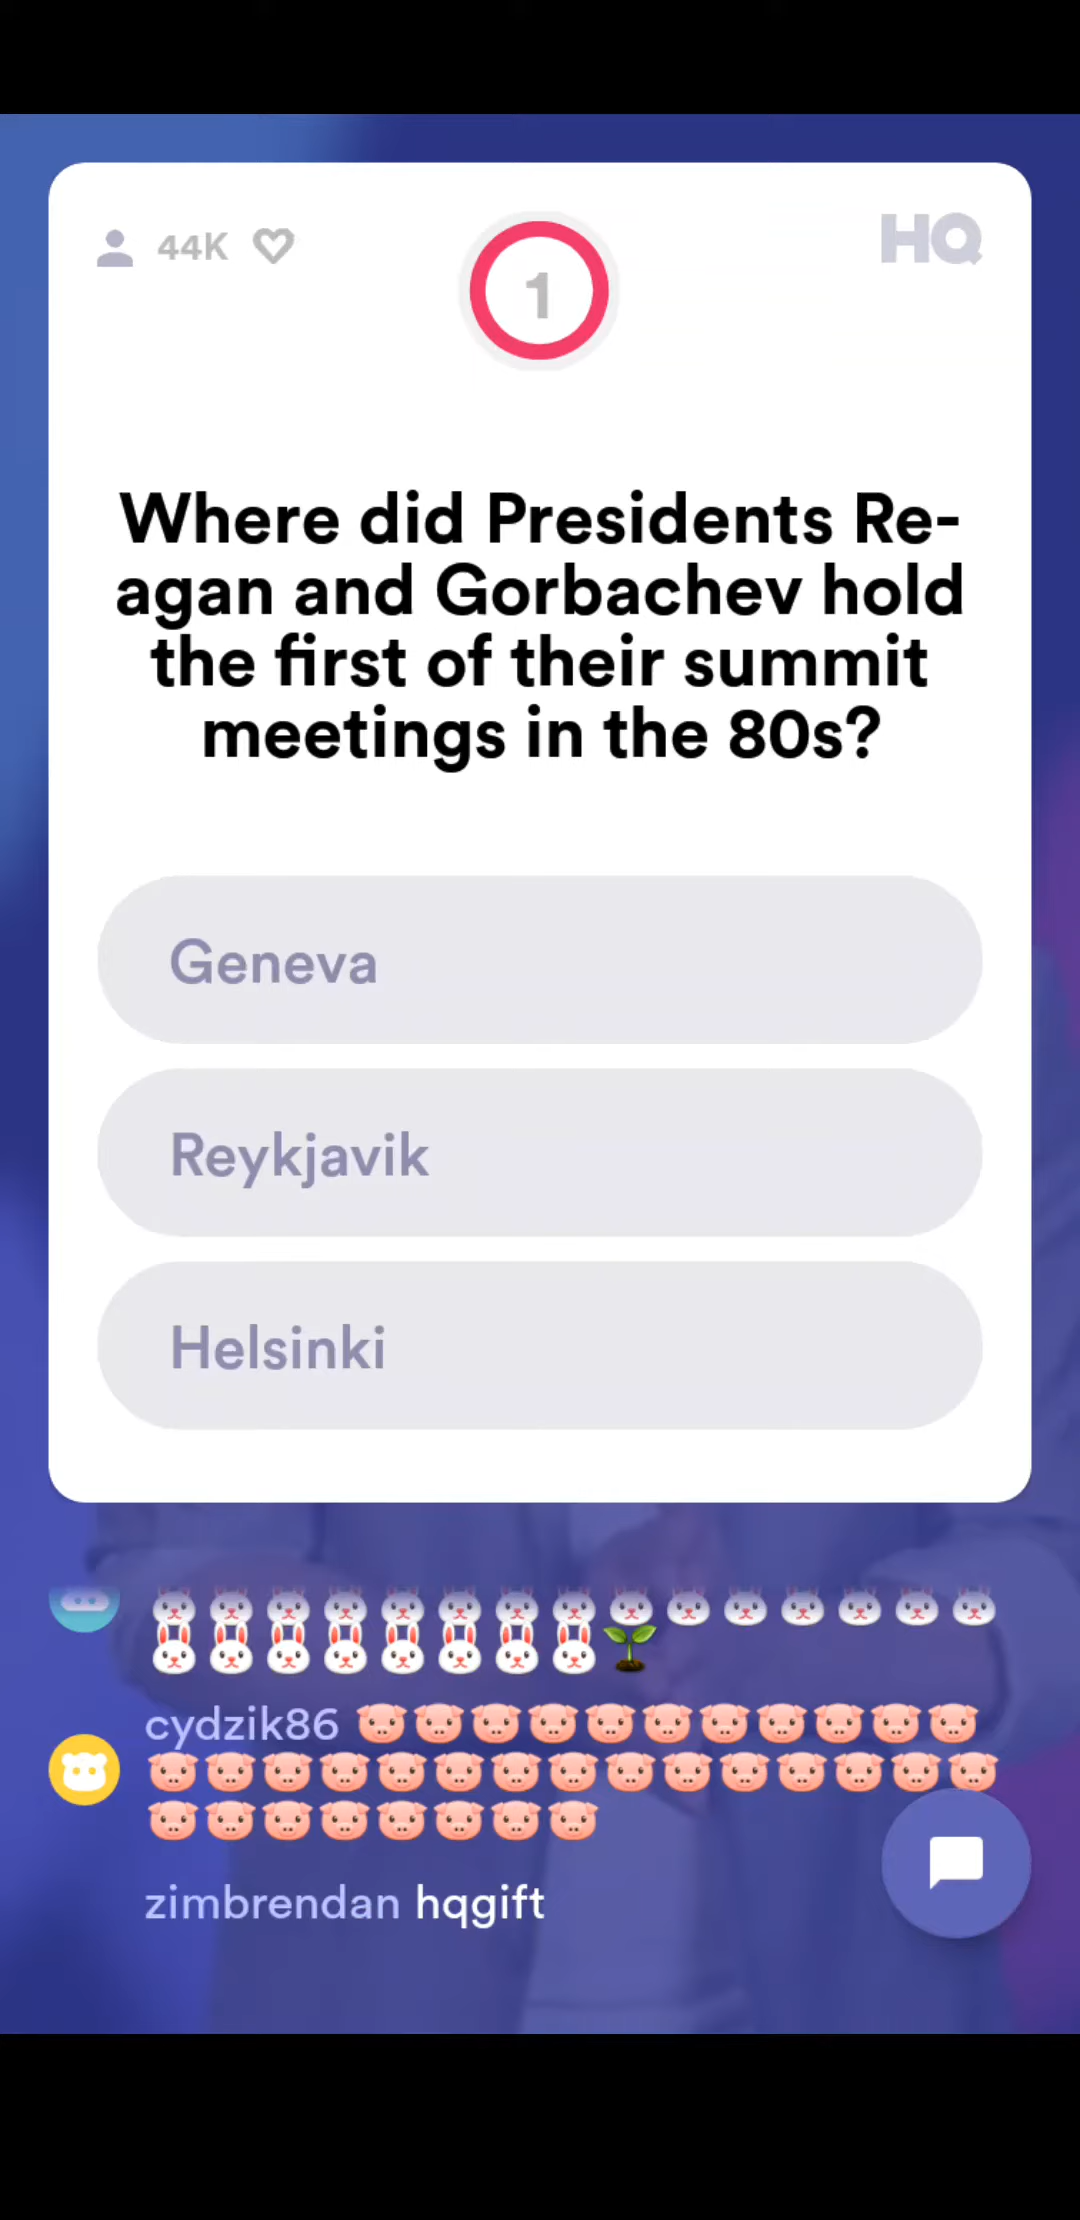 44K
HQ
1
Where did Presidents Re-
agan and Gorbachev hold
the first of their summit
meetings in the 80s?
Geneva
Reykjavik
Helsinki
cydzik86
zimbrendan hqgift